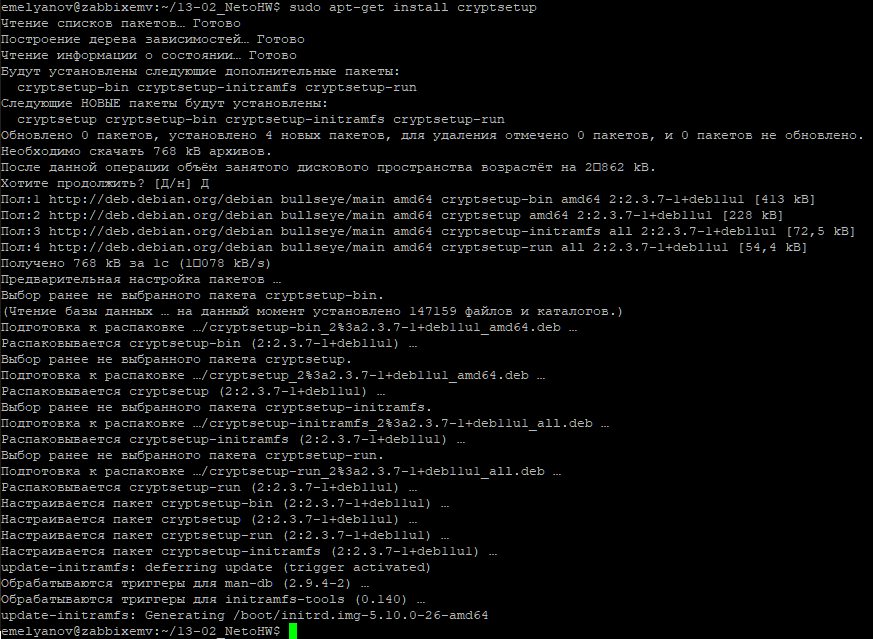 emelyanov@zabbixemv:~/13-02_NetoHW$ sudo apt-get install cryptsetup
Чтение списков пакетов… Готово
Построение дерева зависимостей… Готово
Чтение информации о состоянии… Готово
Будут установлены следующие дополнительные пакеты:
  cryptsetup-bin cryptsetup-initramfs cryptsetup-run
Следующие НОВЫЕ пакеты будут установлены:
  cryptsetup cryptsetup-bin cryptsetup-initramfs cryptsetup-run
Обновлено 0 пакетов, установлено 4 новых пакетов, для удаления отмечено 0 пакетов, и 0 пакетов не обновлено.
Необходимо скачать 768 kB архивов.
После данной операции объём занятого дискового пространства возрастёт на 2□862 kB.
Хотите продолжить? [Д/н] Д
Пол:1 http://deb.debian.org/debian bullseye/main amd64 cryptsetup-bin amd64 2:2.3.7-1+deb11u1 [413 kB]
Пол:2 http://deb.debian.org/debian bullseye/main amd64 cryptsetup amd64 2:2.3.7-1+deb11u1 [228 kB]
Пол:3 http://deb.debian.org/debian bullseye/main amd64 cryptsetup-initramfs all 2:2.3.7-1+deb11u1 [72,5 kB]
Пол:4 http://deb.debian.org/debian bullseye/main amd64 cryptsetup-run all 2:2.3.7-1+deb11u1 [54,4 kB]
Получено 768 kB за 1с (1□078 kB/s)
Предварительная настройка пакетов …
Выбор ранее не выбранного пакета cryptsetup-bin.
(Чтение базы данных … на данный момент установлено 147159 файлов и каталогов.)
Подготовка к распаковке …/cryptsetup-bin_2%3a2.3.7-1+deb11u1_amd64.deb …
Распаковывается cryptsetup-bin (2:2.3.7-1+deb11u1) …
Выбор ранее не выбранного пакета cryptsetup.
Подготовка к распаковке …/cryptsetup_2%3a2.3.7-1+deb11u1_amd64.deb …
Распаковывается cryptsetup (2:2.3.7-1+deb11u1) …
Выбор ранее не выбранного пакета cryptsetup-initramfs.
Подготовка к распаковке …/cryptsetup-initramfs_2%3a2.3.7-1+deb11u1_all.deb …
Распаковывается cryptsetup-initramfs (2:2.3.7-1+deb11u1) …
Выбор ранее не выбранного пакета cryptsetup-run.
Подготовка к распаковке …/cryptsetup-run_2%3a2.3.7-1+deb11u1_all.deb …
Распаковывается cryptsetup-run (2:2.3.7-1+deb11u1) …
Настраивается пакет cryptsetup-bin (2:2.3.7-1+deb11u1) …
Настраивается пакет cryptsetup (2:2.3.7-1+deb11u1) …
Настраивается пакет cryptsetup-run (2:2.3.7-1+deb11u1) …
Настраивается пакет cryptsetup-initramfs (2:2.3.7-1+deb11u1) …
update-initramfs: deferring update (trigger activated)
Обрабатываются триггеры для man-db (2.9.4-2) …
Обрабатываются триггеры для initramfs-tools (0.140) …
update-initramfs: Generating /boot/initrd.img-5.10.0-26-amd64
emelyanov@zabbixemv:~/13-02_NetoHW$